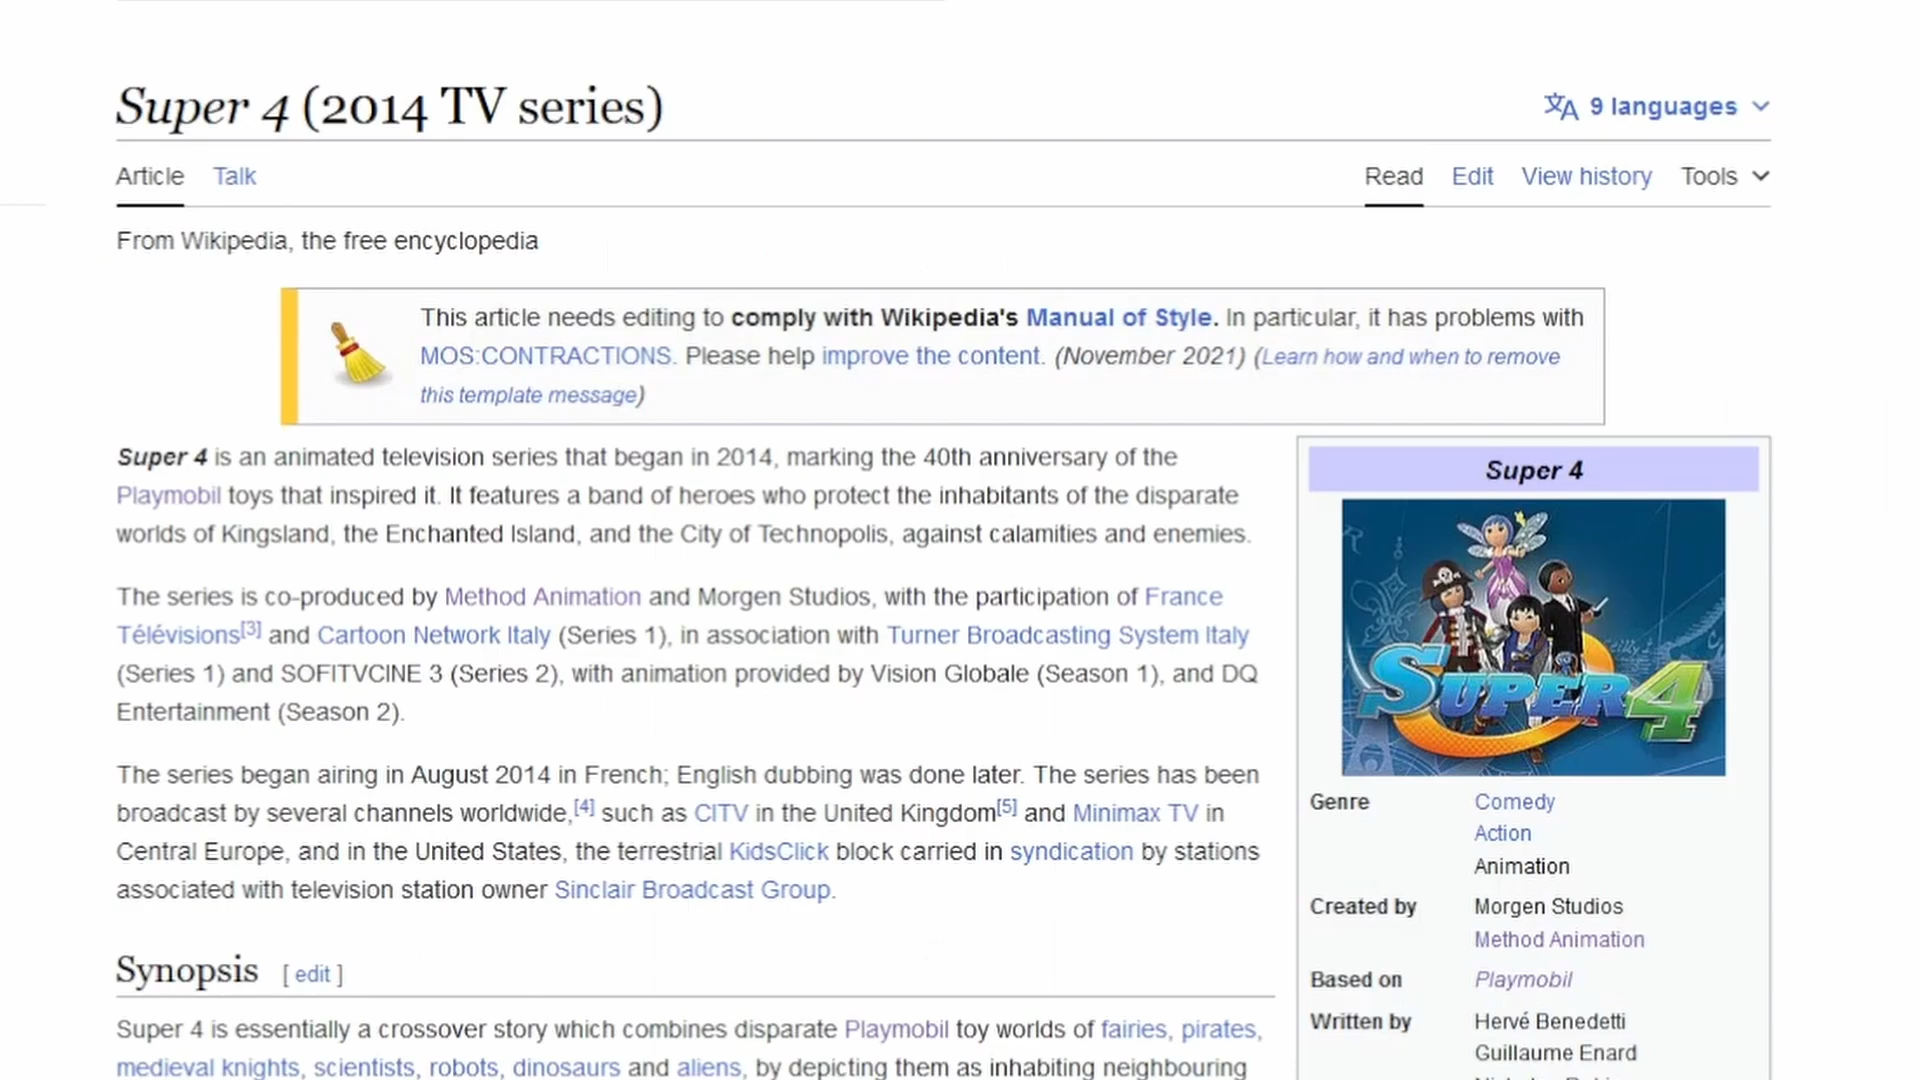 Super 4 (2014 TV series)
9 languages
Article Talk Read Edit View history Tools
From Wikipedia, the free encyclopedia
This article needs editing to comply with Wikipedia's Manual of Style. In particular, it has problems with
MOS:CONTRACTIONS. Please help improve the content. (November 2021) (Learn how and when to remove
this template message)
Super 4 is an animated television series that began in 2014, marking the 40th anniversary of the
Playmobil toys that inspired it. It features a band of heroes who protect the inhabitants of the disparate
worlds of Kingsland, the Enchanted Island, and the City of Technopolis, against calamities and enemies.
The series is co-produced by Method Animation and Morgen Studios, with the participation of France
Télévisions[3] and Cartoon Network Italy (Series 1), in association with Turner Broadcasting System Italy
(Series 1) and SOFITVCINE 3 (Series 2), with animation provided by Vision Globale (Season 1), and DQ
Entertainment (Season 2).
The series began airing in August 2014 in French; English dubbing was done later. The series has been
broadcast by several channels worldwide,[4] such as CITV in the United Kingdom[5] and Minimax TV in
Central Europe, and in the United States, the terrestrial KidsClick block carried in syndication by stations
associated with television station owner Sinclair Broadcast Group.
Synopsis [ edit ]
Super 4 is essentially a crossover story which combines disparate Playmobil toy worlds of fairies, pirates,
medieval knights, scientists, robots, dinosaurs and aliens, by depicting them as inhabiting neighbouring
Super 4
SUPER 4
Genre Comedy
Action
Animation
Created by Morgen Studios
Method Animation
Based on Playmobil
Written by Hervé Benedetti
Guillaume Enard